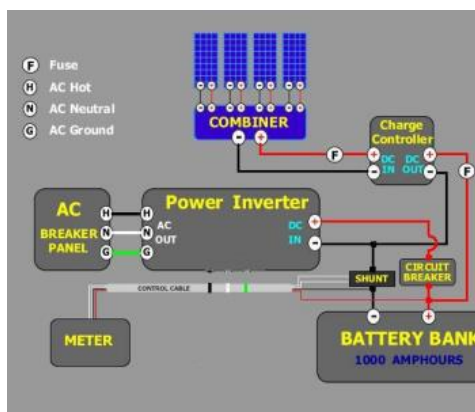 F Fuse
H AC Hot
N AC Neutral
G AC Ground
COMBINER
- +
Charge
Controller
+ DC DC +
- IN OUT -
F
F
AC
BREAKER
PANEL
H H
N N
G G
Power Inverter
AC
OUT
DC +
IN -
CIRCUIT
BREAKER
SHUNT
CONTROL CABLE
METER
- +
BATTERY BANK
1000 AMPHOURS